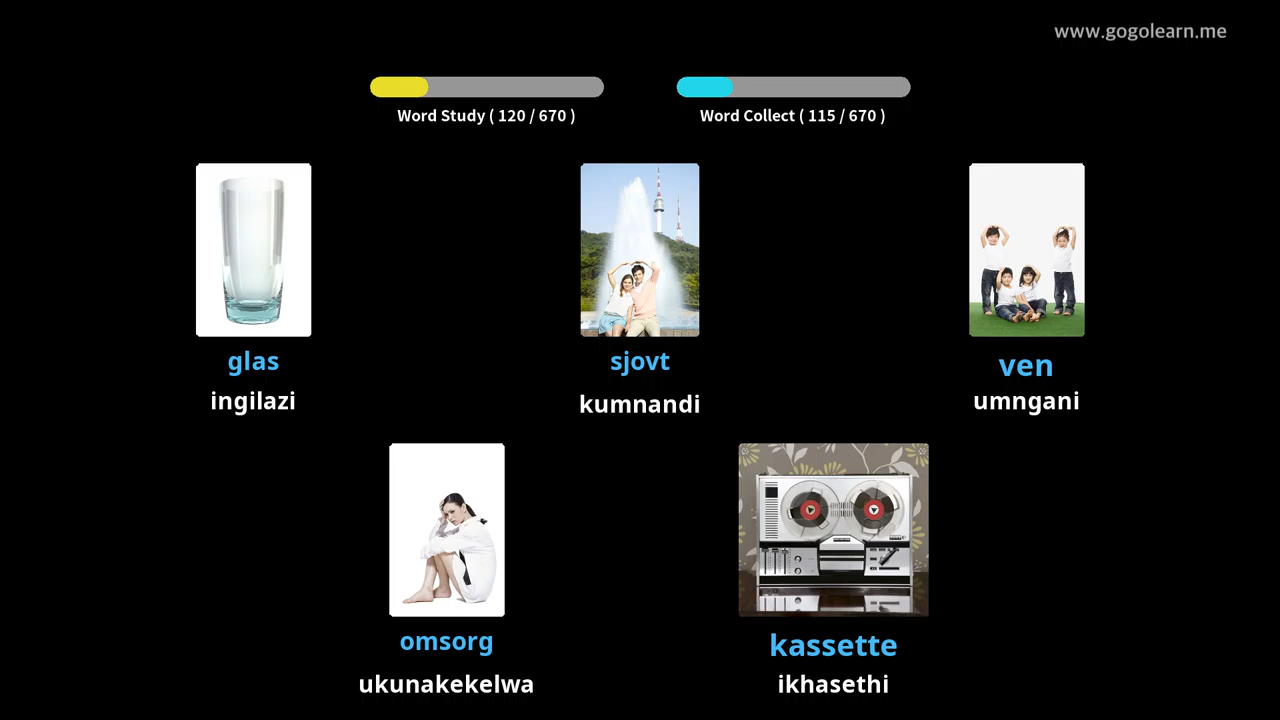 www.gogolearn.me
Word Study ( 120 / 670 )
Word Collect ( 115 / 670 )
glas
sjovt
ven
ingilazi
kumnandi
umngani
omsorg
kassette
ukunakekelwa
ikhasethi